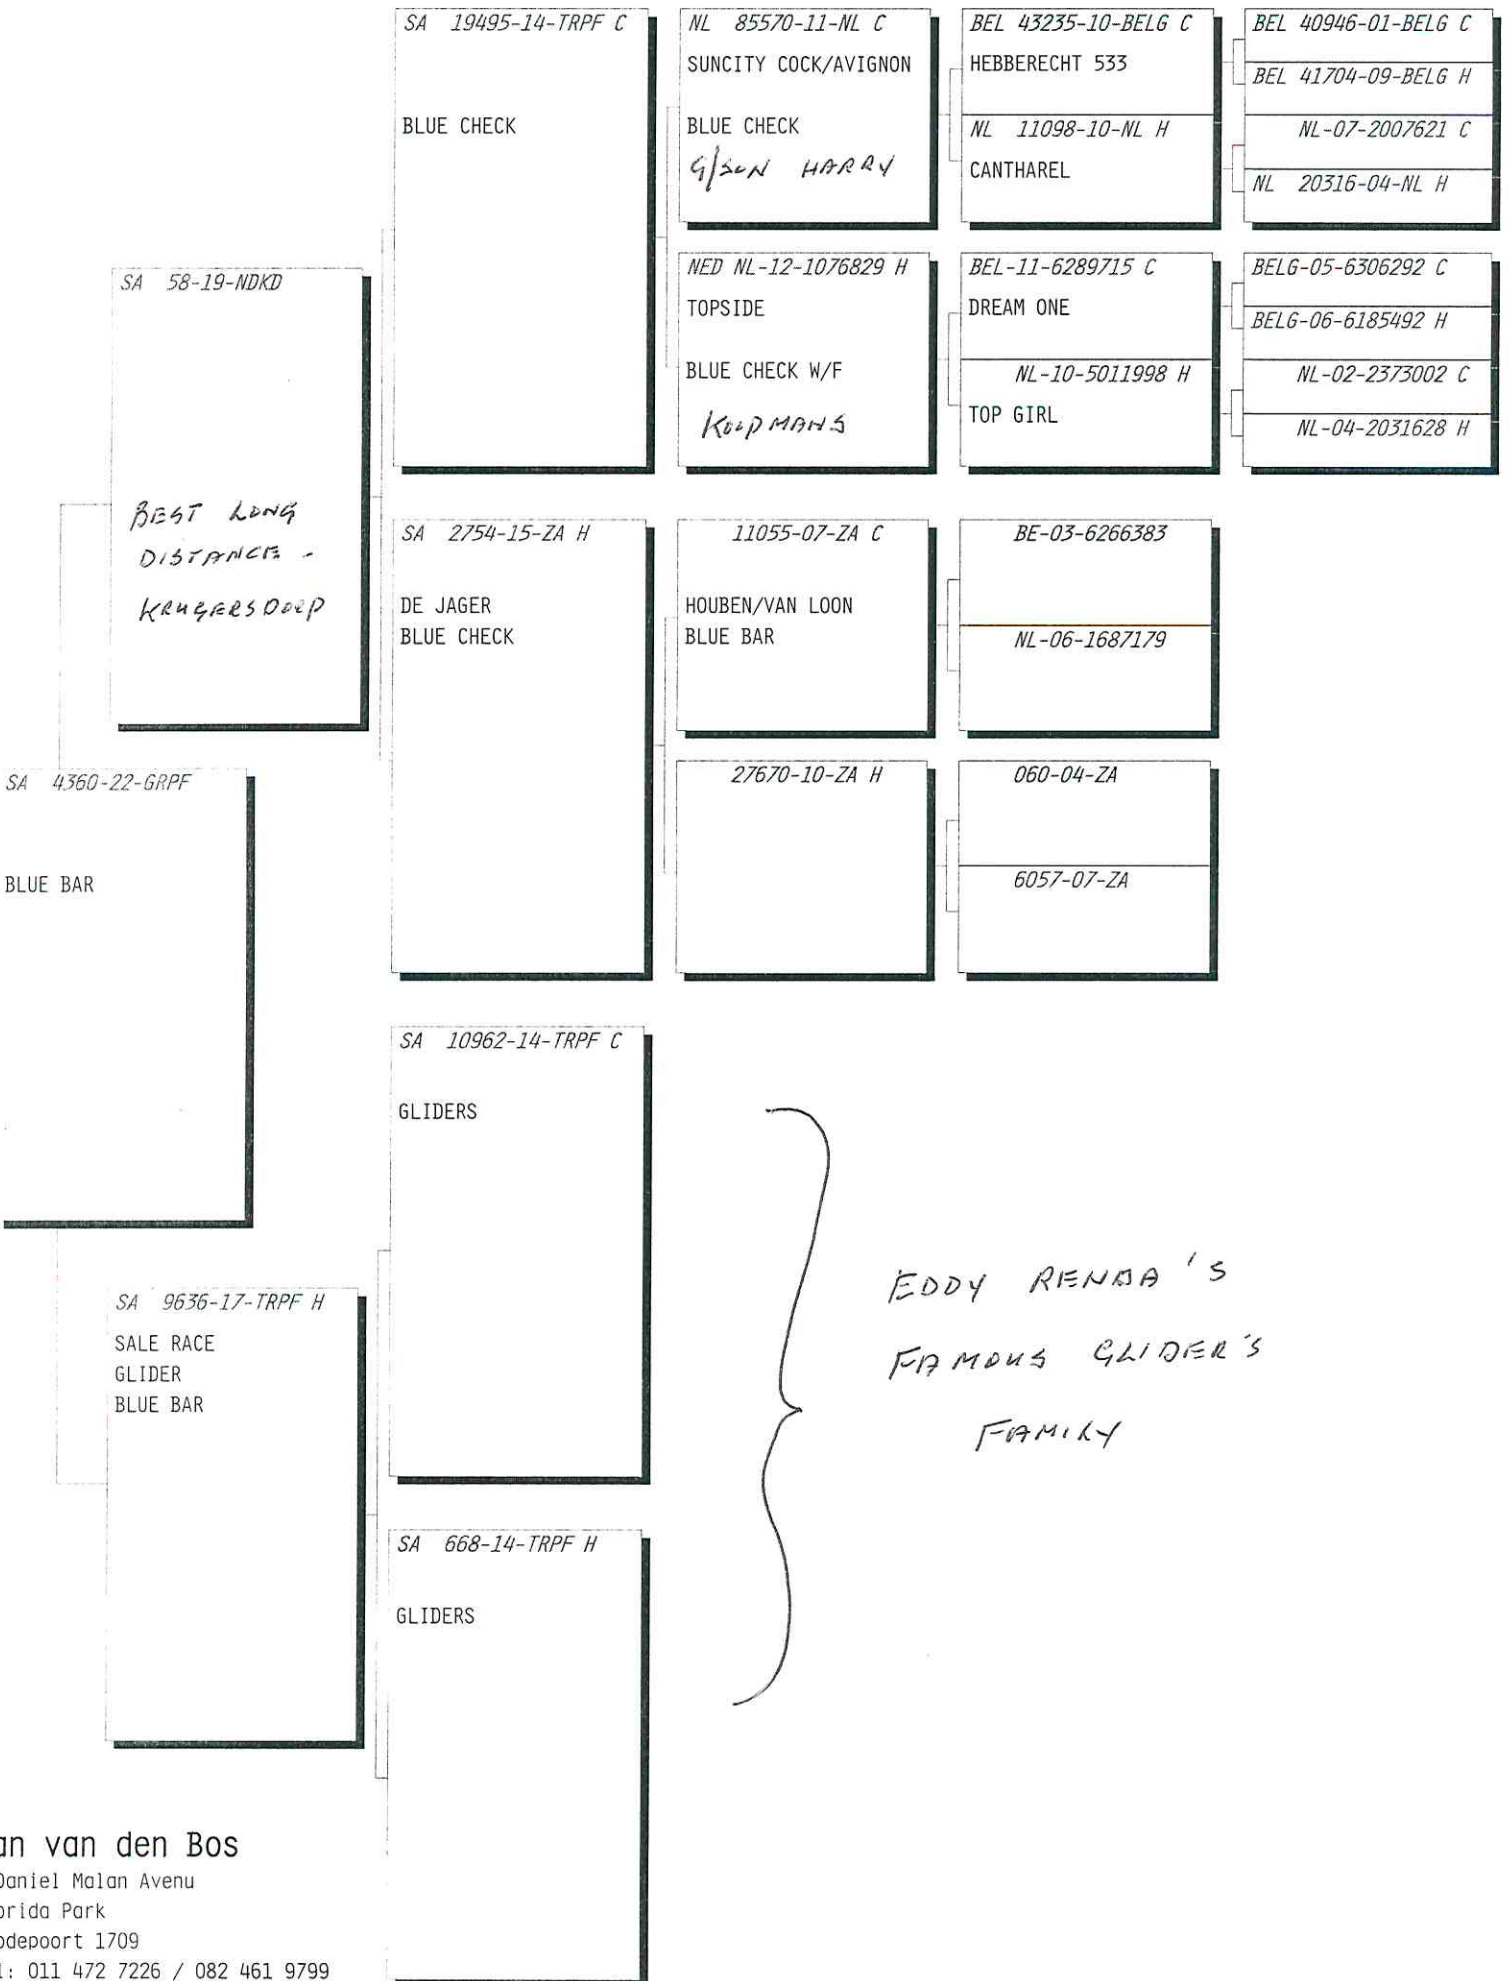 SA 4360-22-GRPF
BLUE BAR
SA 58-19-NDKD
BEST LONG
DISTANCE -
KRUGERSDORP
SA 9636-17-TRPF H
SALE RACE
GLIDER
BLUE BAR
SA 19495-14-TRPF C
BLUE CHECK
SA 2754-15-ZA H
DE JAGER
BLUE CHECK
SA 10962-14-TRPF C
GLIDERS
SA 668-14-TRPF H
GLIDERS
NL 85570-11-NL C
SUNCITY COCK/AVIGNON
BLUE CHECK
G/SON HARRY
NED NL-12-1076829 H
TOPSIDE
BLUE CHECK W/F
KOOPMANS
11055-07-ZA C
HOUBEN/VAN LOON
BLUE BAR
27670-10-ZA H
BEL 43235-10-BELG C
HEBBERECHT 533
NL 11098-10-NL H
CANTHAREL
BEL-11-6289715 C
DREAM ONE
NL-10-5011998 H
TOP GIRL
BE-03-6266383
NL-06-1687179
060-04-ZA
6057-07-ZA
BEL 40946-01-BELG C
BEL 41704-09-BELG H
NL-07-2007621 C
NL 20316-04-NL H
BELG-05-6306292 C
BELG-06-6185492 H
NL-02-2373002 C
NL-04-2031628 H
EDDY 'S
FAMOUS GLIDER'S
FAMILY
an van den Bos
Daniel Malan Avenu
orida Park
odepoort 1709
l: 011 472 7226 / 082 461 9799